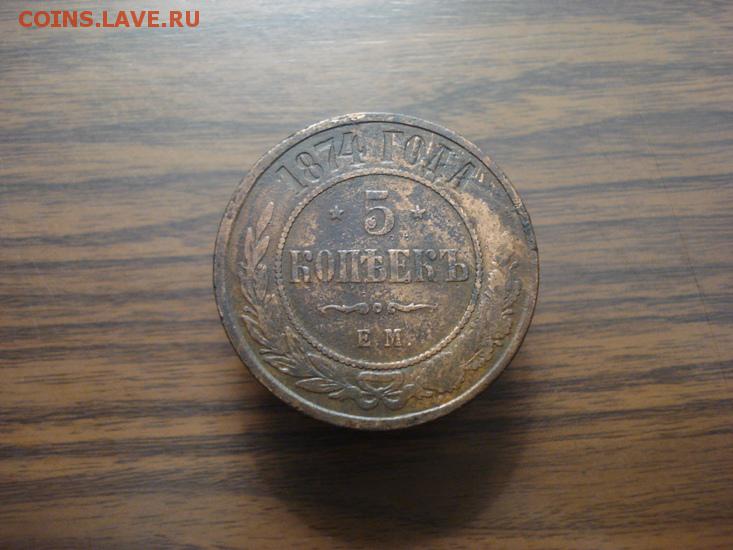 COINS.LAVE.RU
1874 ГОДА
5
КОПѢЕКЪ
Е.М.